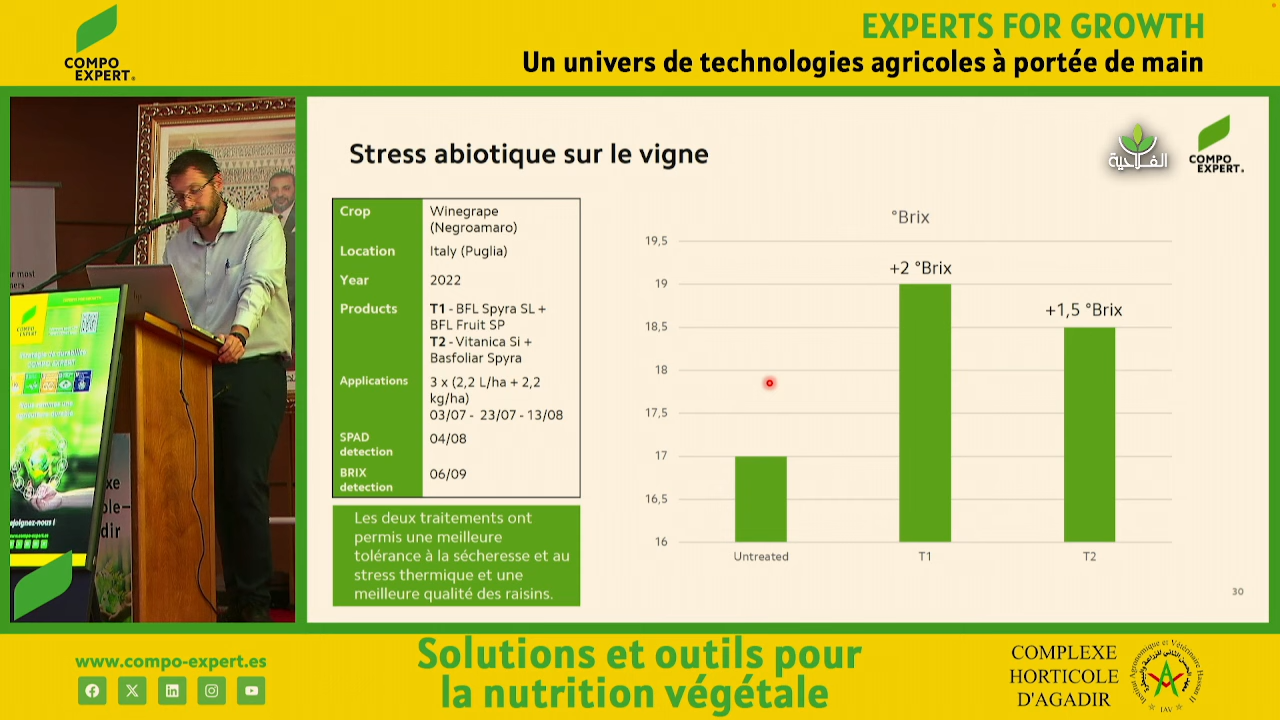 COMPO
EXPERT
EXPERTS FOR GROWTH
Un univers de technologies agricoles à portée de main
Stress abiotique sur le vigne
الفلاحية
COMPO
EXPERT
Crop
Winegrape
(Negroamaro)
Location
Italy (Puglia)
Year
2022
Products
T1 - BFL Spyra SL +
BFL Fruit SP
T2 - Vitanica Si +
Basfoliar Spyra
Applications
3 x (2,2 L/ha + 2,2
kg/ha)
03/07 - 23/07 - 13/08
SPAD
detection
04/08
BRIX
detection
06/09
Les deux traitements ont
permis une meilleure
tolérance à la sécheresse et au
stress thermique et une
meilleure qualité des raisins.
°Brix
19,5
19
18,5
18
17,5
17
16,5
16
+2 °Brix
+1,5 °Brix
Untreated
T1
T2
30
www.compo-expert.es
Solutions et outils pour
la nutrition végétale
COMPLEXE
HORTICOLE
D'AGADIR
IAV